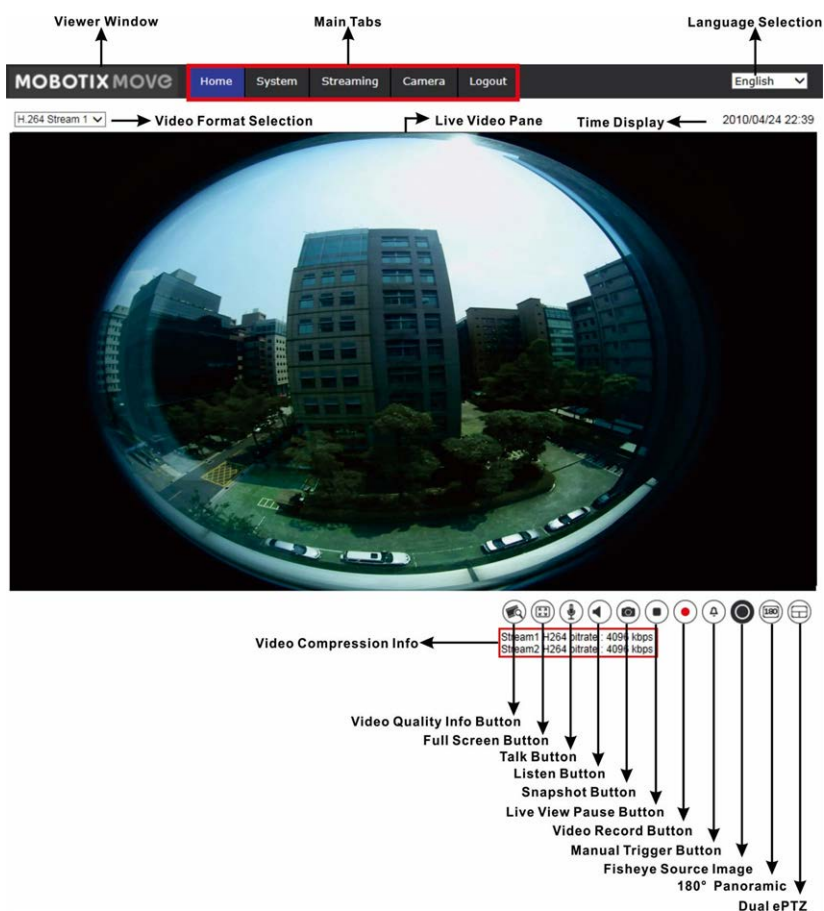 Viewer Window
Main Tabs
Language Selection
MOBOTIX MOVE
Home
System
Streaming
Camera
Logout
English
H.264 Stream 1
Video Format Selection
Live Video Pane
Time Display
2010/04/24 22:39
180
Video Compression Info
Stream1 H264 bitrate : 4096 kbps
Stream2 H264 bitrate : 4096 kbps
Video Quality Info Button
Full Screen Button
Talk Button
Listen Button
Snapshot Button
Live View Pause Button
Video Record Button
Manual Trigger Button
Fisheye Source Image
180° Panoramic
Dual ePTZ